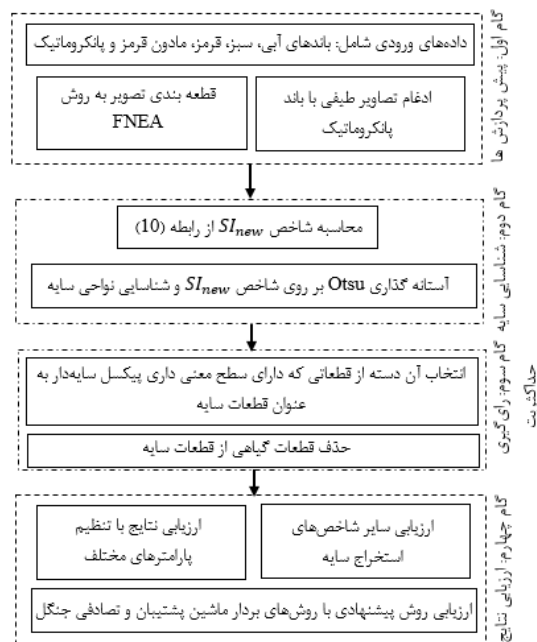 گام اول: پیش پردازش ها
داده‌های ورودی شامل: باندهای آبی، سبز، قرمز، مادون قرمز و پانکروماتیک
ادغام تصاویر طیفی با باند
پانکروماتیک
قطعه بندی تصویر به روش
FNEA
گام دوم: شناسایی سایه
محاسبه شاخص SI_new از رابطه (10)
آستانه گذاری Otsu بر روی شاخص SI_new و شناسایی نواحی سایه
گام سوم: رای گیری
حداکثریت
انتخاب آن دسته از قطعاتی که دارای سطح معنی داری پیکسل سایه‌دار به
عنوان قطعات سایه
حذف قطعات گیاهی از قطعات سایه
گام چهارم: ارزیابی نتایج
ارزیابی سایر شاخص‌های
استخراج سایه
ارزیابی نتایج با تنظیم
پارامترهای مختلف
ارزیابی روش پیشنهادی با روش‌های بردار ماشین پشتیبان و تصادفی جنگل